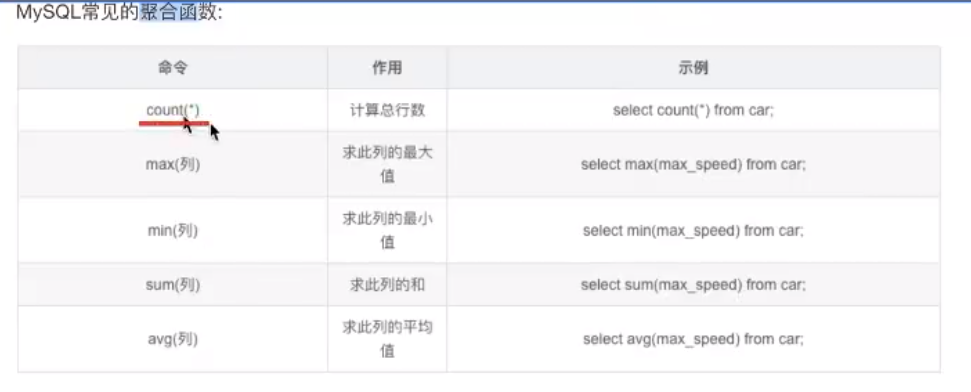 MySQL常见的聚合函数:
命令 作用 示例
count(*) 计算总行数 select count(*) from car;
max(列) 求此列的最大值 select max(max_speed) from car;
min(列) 求此列的最小值 select min(max_speed) from car;
sum(列) 求此列的和 select sum(max_speed) from car;
avg(列) 求此列的平均值 select avg(max_speed) from car;